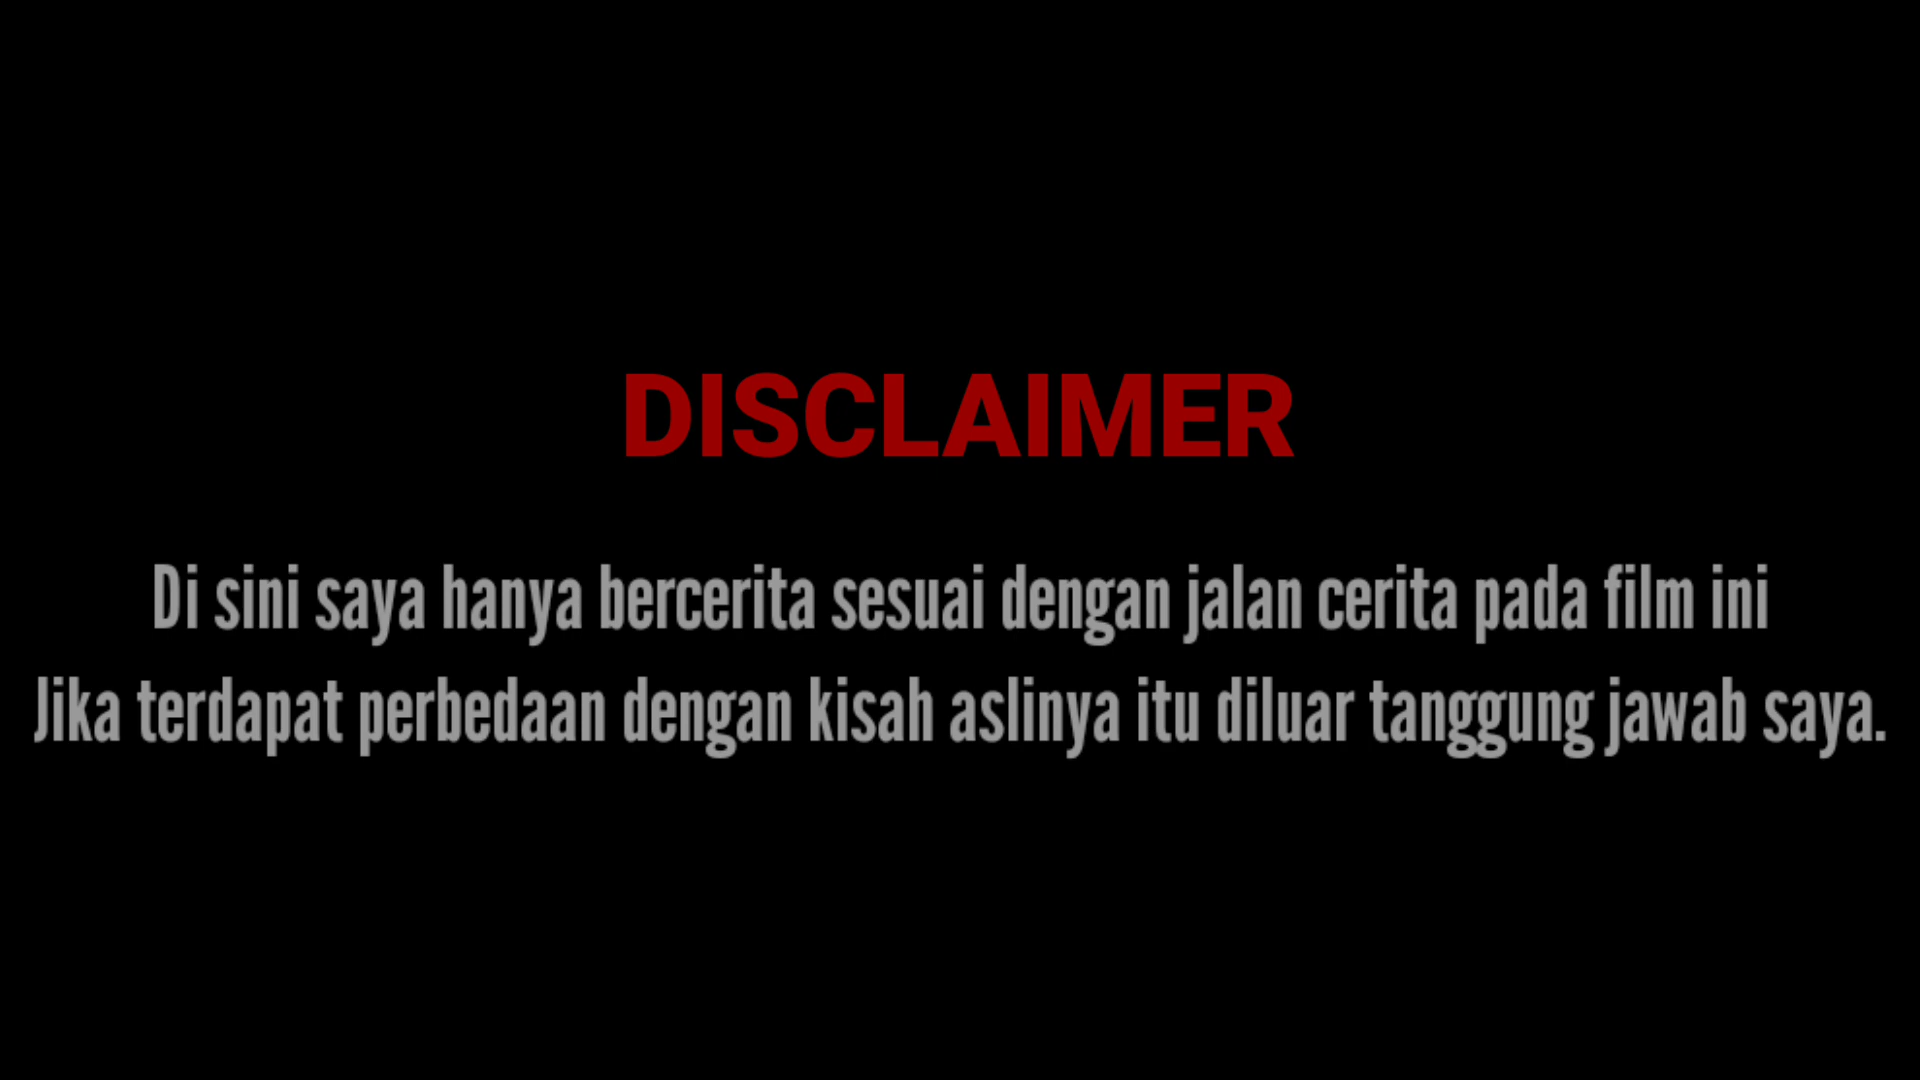 DISCLAIMER
Di sini saya hanya bercerita sesuai dengan jalan cerita pada film ini
Jika terdapat perbedaan dengan kisah aslinya itu diluar tanggung jawab saya.